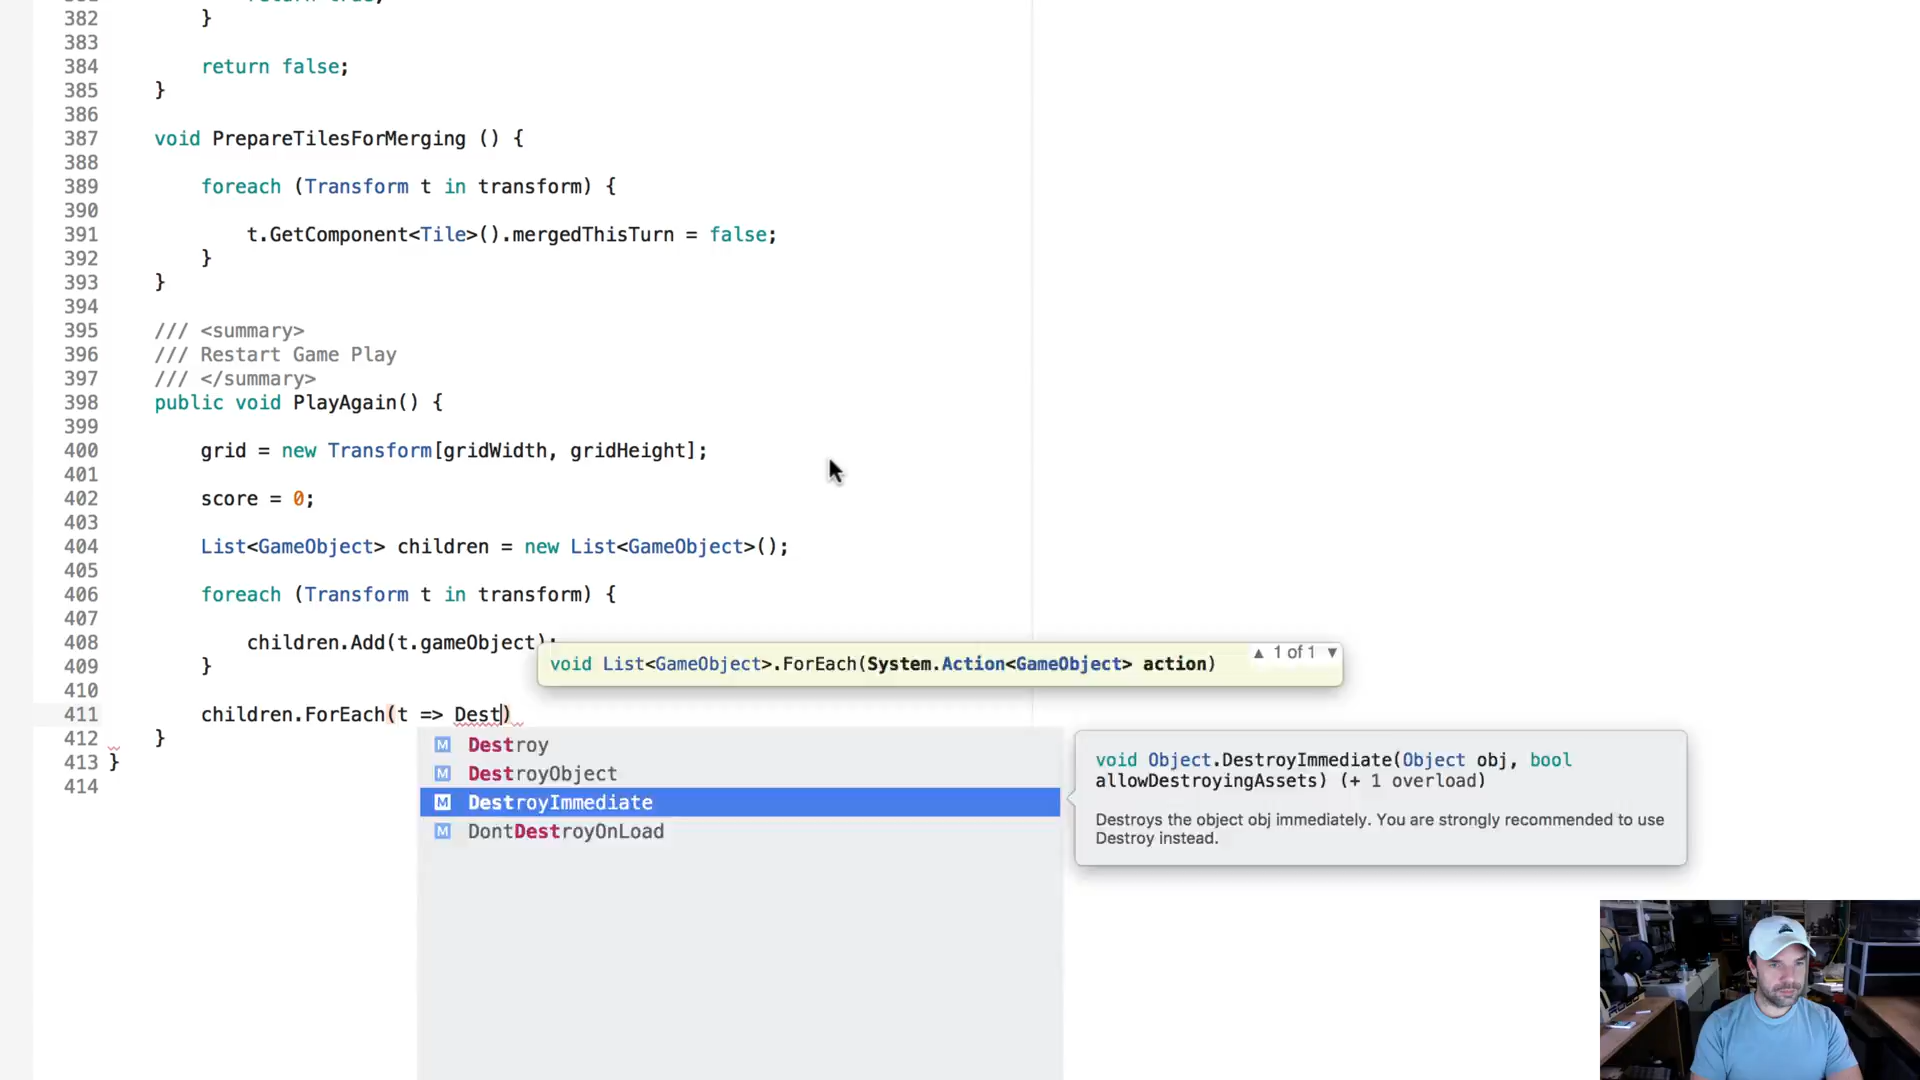 382 }
383
384 return false;
385 }
386
387 void PrepareTilesForMerging () {
388
389 foreach (Transform t in transform) {
390
391 t.GetComponent<Tile>().mergedThisTurn = false;
392 }
393 }
394
395 /// <summary>
396 /// Restart Game Play
397 /// </summary>
398 public void PlayAgain() {
399
400 grid = new Transform[gridWidth, gridHeight];
401
402 score = 0;
403
404 List<GameObject> children = new List<GameObject>();
405
406 foreach (Transform t in transform) {
407
408 children.Add(t.gameObject);
void List<GameObject>.ForEach(System.Action<GameObject> action) ▲ 1 of 1 ▼
409 }
410
411 children.ForEach(t => Dest)
412 }
413 }
414
M Destroy
M DestroyObject
M DestroyImmediate
M DontDestroyOnLoad
void Object.DestroyImmediate(Object obj, bool
allowDestroyingAssets) (+ 1 overload)
Destroys the object obj immediately. You are strongly recommended to use
Destroy instead.